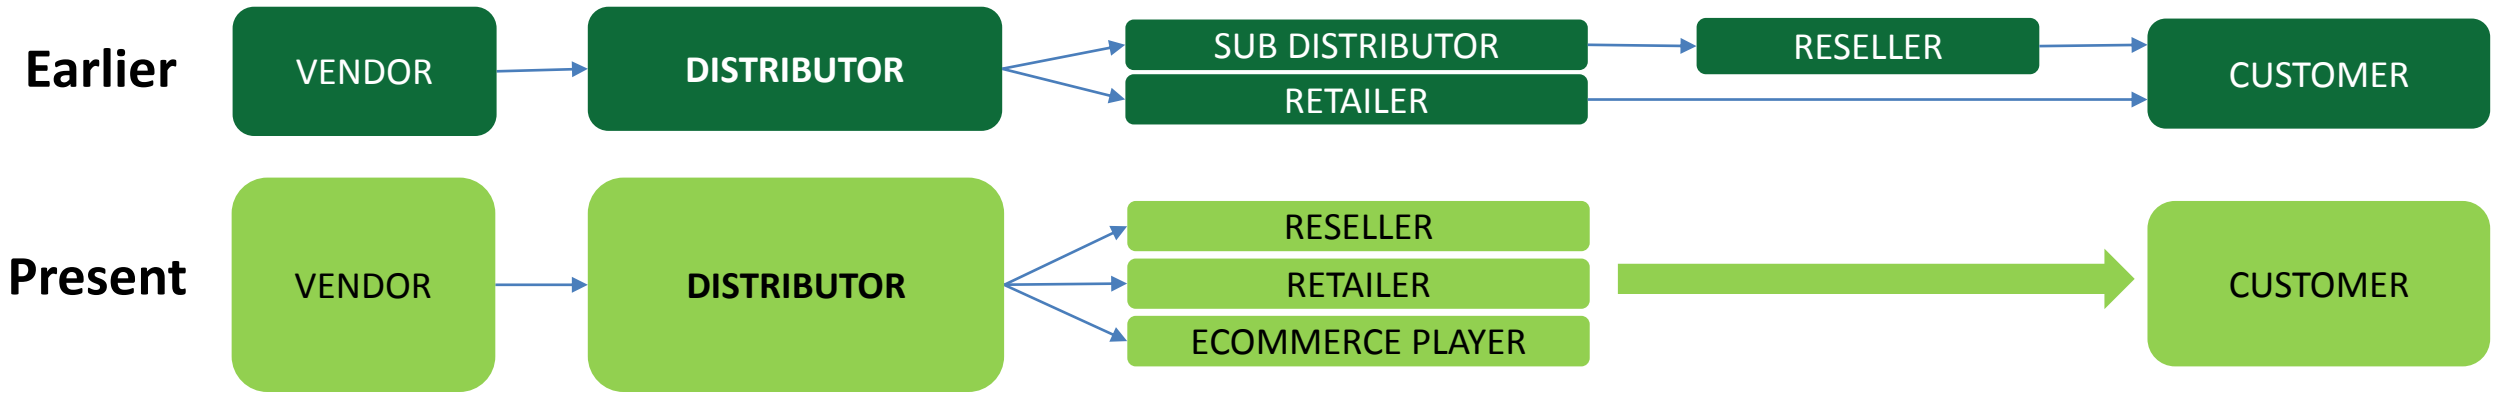 Earlier
VENDOR
DISTRIBUTOR
SUB DISTRIBUTOR
RETAILER
RESELLER
CUSTOMER
Present
VENDOR
DISTRIBUTOR
RESELLER
RETAILER
ECOMMERCE PLAYER
CUSTOMER